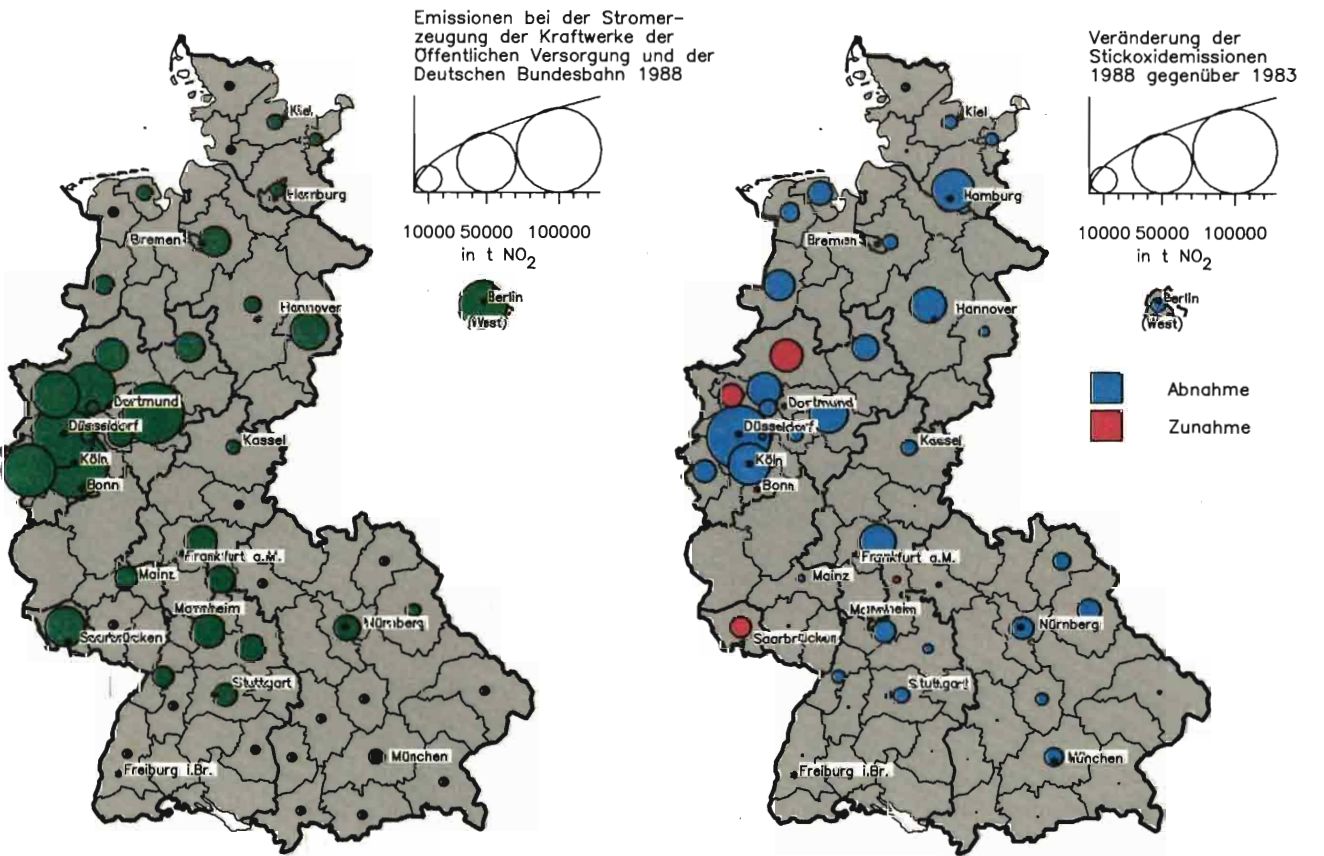 Emissionen bei der Stromer-
zeugung der Kraftwerke der
Öffentlichen Versorgung und der
Deutschen Bundesbahn 1988
10000 50000 100000
in t NO2
Berlin
(West)
Kiel
Hamburg
Bremen
Hannover
Dortmund
Düsseldorf
Kassel
Köln
Bonn
Frankfurt a.M.
Mainz
Mannheim
Nürnberg
Saarbrücken
Stuttgart
München
Freiburg i.Br.
Veränderung der
Stickoxidemissionen
1988 gegenüber 1983
10000 50000 100000
in t NO2
Berlin
(West)
Abnahme
Zunahme
Kiel
Hamburg
Bremen
Hannover
Dortmund
Düsseldorf
Kassel
Köln
Bonn
Frankfurt a.M.
Mainz
Mannheim
Nürnberg
Saarbrücken
Stuttgart
München
Freiburg i.Br.